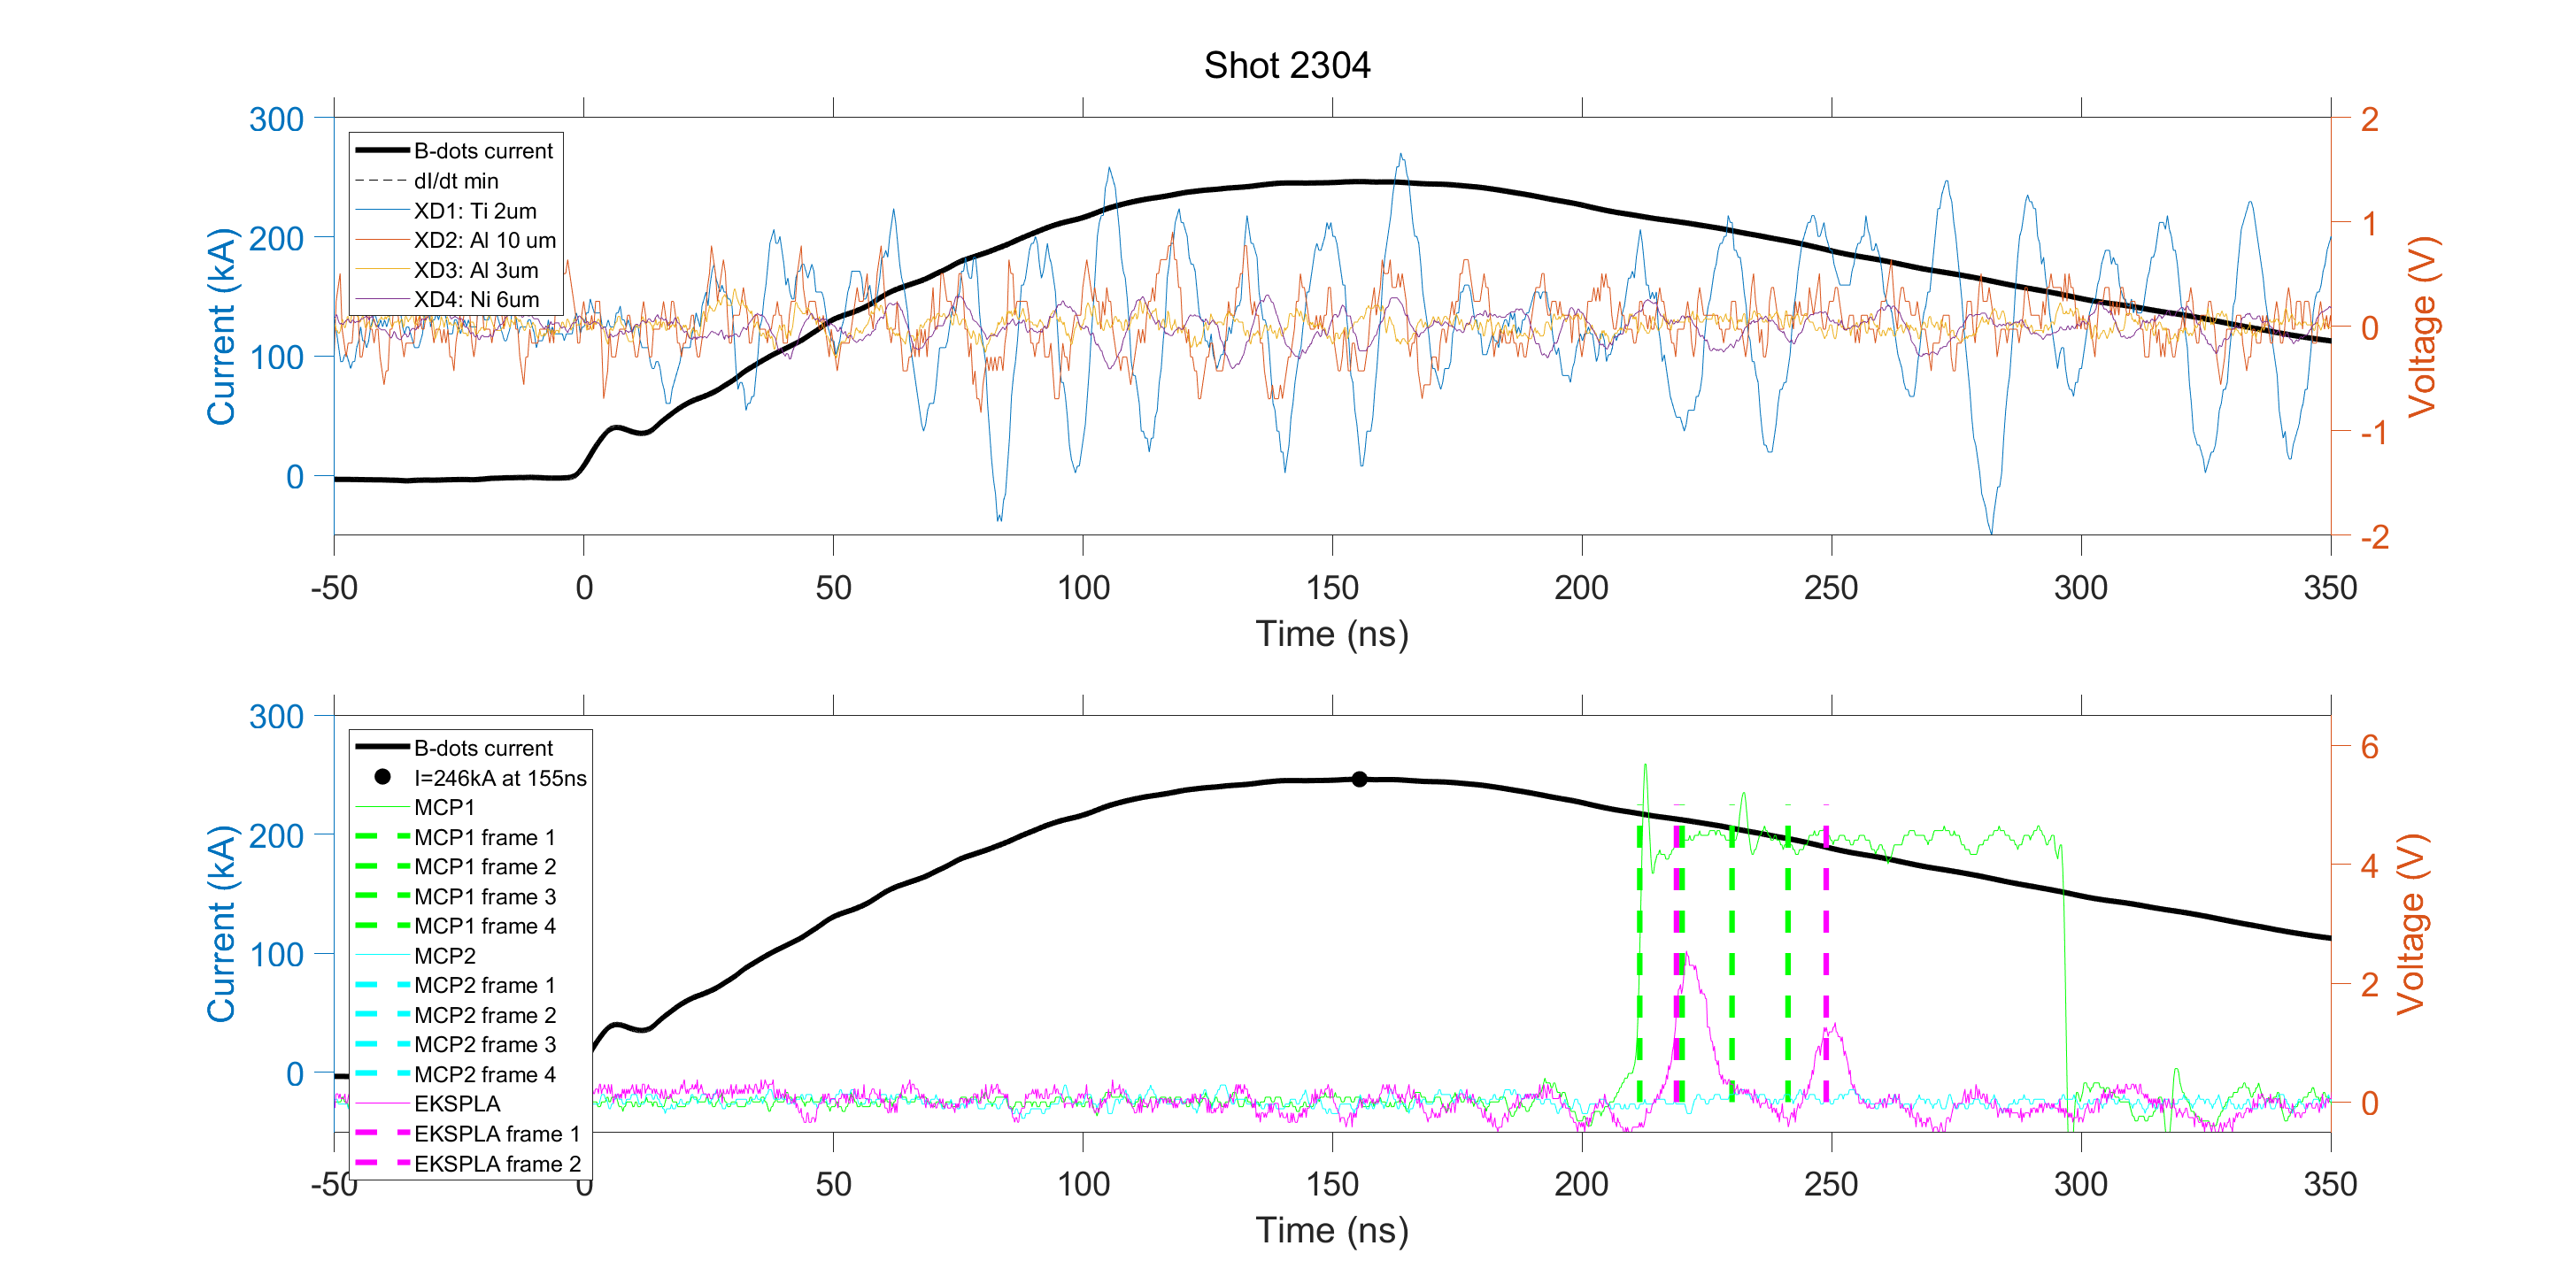 Shot 2304
300
200
100
0
Current (kA)
B-dots current
dI/dt min
XD1: Ti 2um
XD2: Al 10 um
XD3: Al 3um
XD4: Ni 6um
2
1
0
-1
-2
Voltage (V)
-50 0 50 100 150 200 250 300 350
Time (ns)
300
200
100
0
Current (kA)
B-dots current
I=246kA at 155ns
MCP1
MCP1 frame 1
MCP1 frame 2
MCP1 frame 3
MCP1 frame 4
MCP2
MCP2 frame 1
MCP2 frame 2
MCP2 frame 3
MCP2 frame 4
EKSPLA
EKSPLA frame 1
EKSPLA frame 2
6
4
2
0
Voltage (V)
-50 0 50 100 150 200 250 300 350
Time (ns)